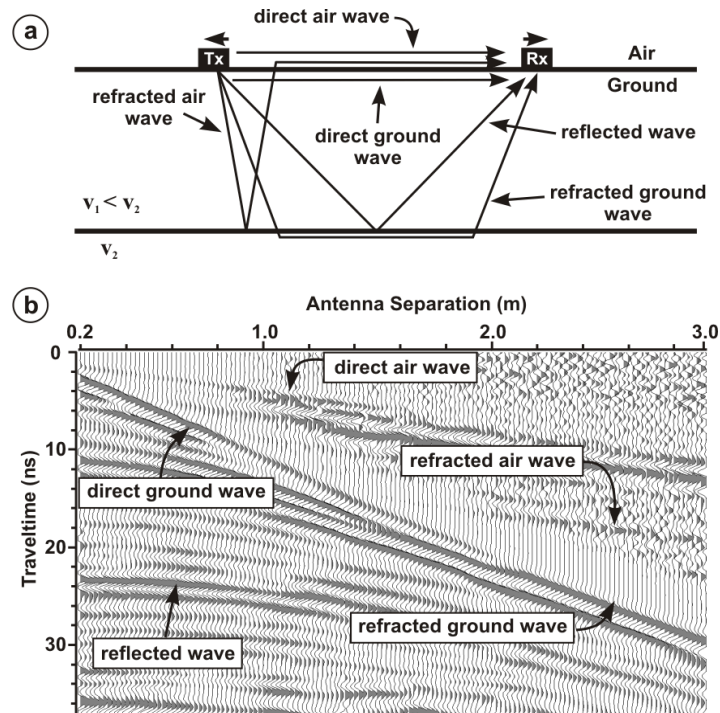 a
direct air wave
Tx
Rx
Air
Ground
refracted air
wave
direct ground
wave
reflected wave
refracted ground
wave
v₁ < v₂
v₂
b
Antenna Separation (m)
0.2 1.0 2.0 3.0
Traveltime (ns)
0
10
20
30
direct air wave
refracted air wave
direct ground wave
refracted ground wave
reflected wave